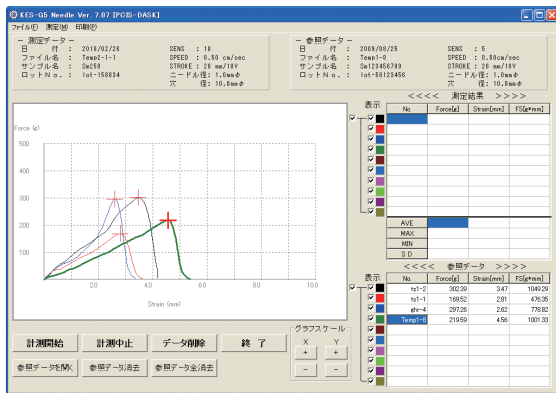 KES-G5 Needle Ver. 7.07 [PCIS-DASK]
ファイル(F) 測定(M) 印刷(P)
測定データ
日 付 : 2018/02/26 SENS : 10
ファイル名 : Temp2-1-1 SPEED : 0.50 cm/sec
サンプル名 : Sm258 STROKE : 20 mm/10V
ロットNo. : lot-158834 ニードル径: 1.0mmφ
穴 径: 10.0mm
参照データ
日 付 : 2009/08/25 SENS : 5
ファイル名 : Temp1-8 SPEED : 0.50cm/sec
サンプル名 : Sm123456789 STROKE : 20 mm/10V
ロットNo. : lot-58123456 ニードル径: 1.0mmφ
穴 径: 10.0mmφ
<<<< 測定結果 >>>>
表示
No. Force[g] Strain[mm] FS[g*mm]
AVE
MAX
MIN
S D
Force (g)
500
400
300
200
100
2.0 4.0 6.0 8.0 10.0
Strain (mm)
<<<< 参照データ >>>>
表示
No. Force[g] Strain[mm] FS[g*mm]
ts1-2 302.39 3.47 1049.29
ts1-1 169.52 2.81 476.35
ghr-4 297.26 2.62 778.82
Temp1-8 219.59 4.56 1001.33
計測開始 計測中止 データ削除 終 了
参照データを開く 参照データ消去 参照データ全消去
グラフスケール
X Y
+ +
− −